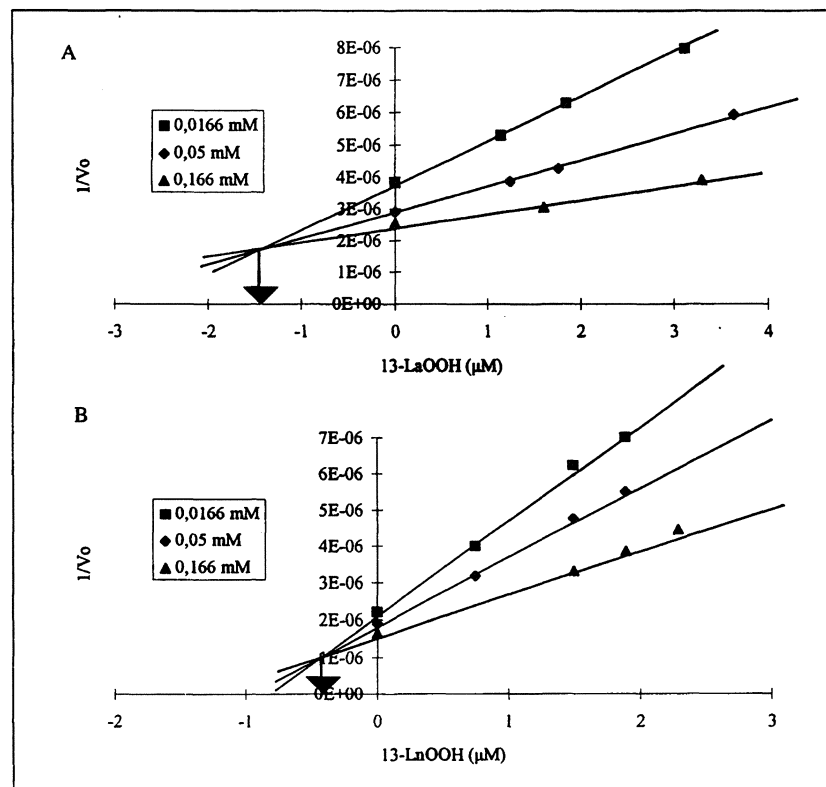 A
8E-06
7E-06
6E-06
5E-06
4E-06
3E-06
2E-06
1E-06
0E+00
0,0166 mM
0,05 mM
0,166 mM
1/Vo
-3 -2 -1 0 1 2 3 4
13-LaOOH (µM)
B
7E-06
6E-06
5E-06
4E-06
3E-06
2E-06
1E-06
0E+00
0,0166 mM
0,05 mM
0,166 mM
1/Vo
-2 -1 0 1 2 3
13-LnOOH (µM)